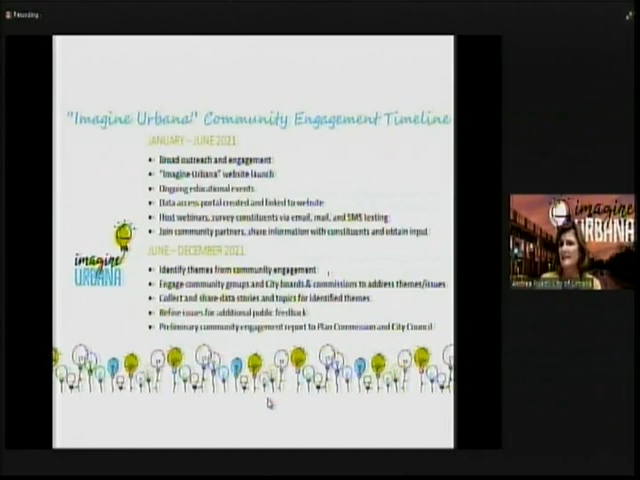 "Imagine Urbana!" Community Engagement Timeline
JANUARY – JUNE 2021
• Broad outreach and engagement
• "Imagine Urbana" website launch
• Ongoing educational events
• Data access portal created and linked to website
• Host webinars, survey constituents via email, mail, and SMS texting
• Join community partners, share information with constituents and obtain input
JUNE – DECEMBER 2021
• Identify themes from community engagement
• Engage community groups and City boards & commissions to address themes/issues
• Collect and share data stories and topics for identified themes
• Refine issues for additional public feedback
• Preliminary community engagement report to Plan Commission and City Council
imagine
URBANA
imagine
URBANA
City of Urbana